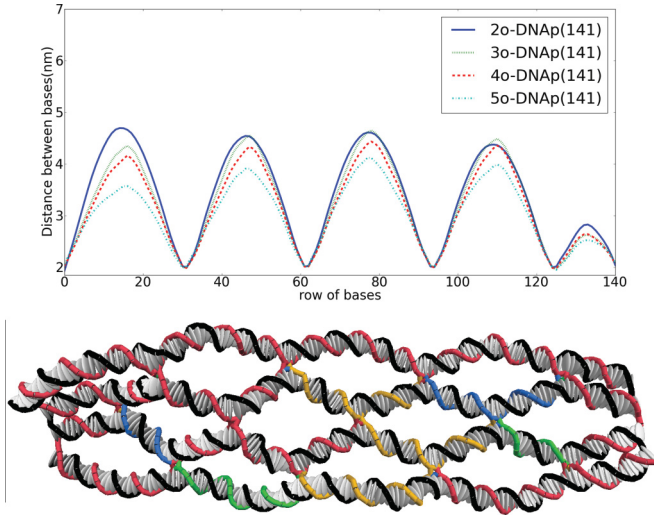 7
6
5
4
3
2
Distance between bases(nm)
2o-DNAp(141)
3o-DNAp(141)
4o-DNAp(141)
5o-DNAp(141)
0 20 40 60 80 100 120 140
row of bases